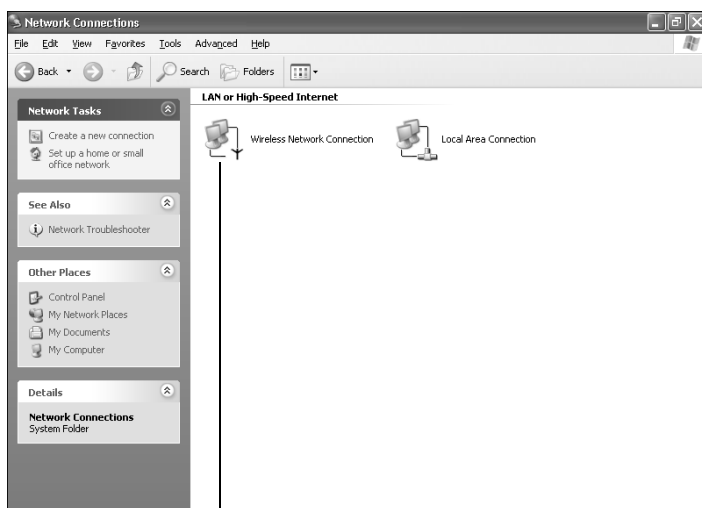 Network Connections
File Edit View Favorites Tools Advanced Help
Back Search Folders
Network Tasks
Create a new connection
Set up a home or small
office network
See Also
Network Troubleshooter
Other Places
Control Panel
My Network Places
My Documents
My Computer
Details
Network Connections
System Folder
LAN or High-Speed Internet
Wireless Network Connection Local Area Connection